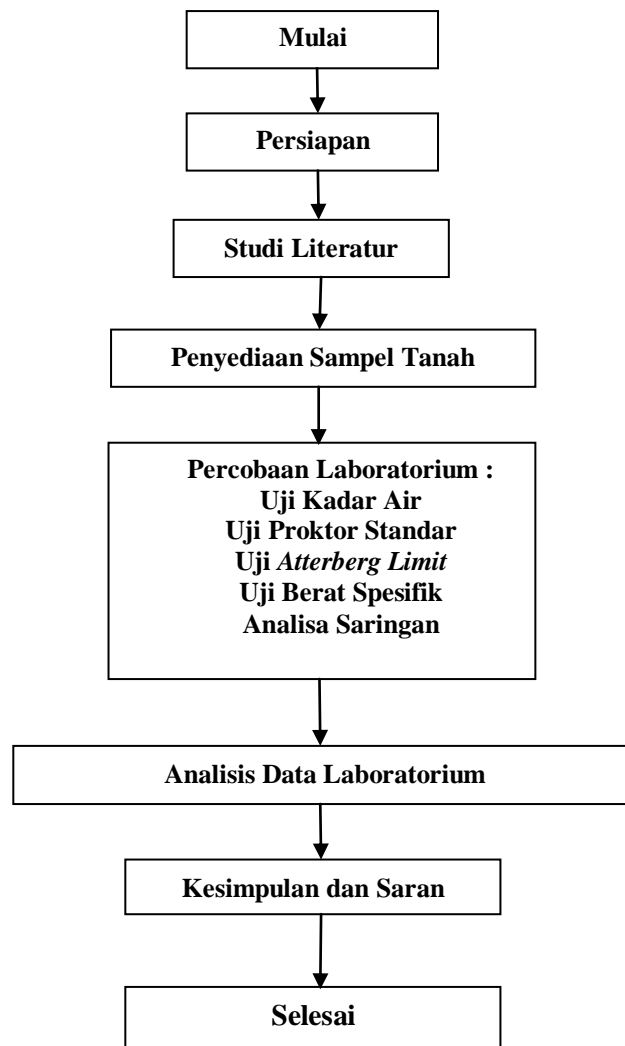 Mulai
Persiapan
Studi Literatur
Penyediaan Sampel Tanah
Percobaan Laboratorium :
Uji Kadar Air
Uji Proktor Standar
Uji Atterberg Limit
Uji Berat Spesifik
Analisa Saringan
Analisis Data Laboratorium
Kesimpulan dan Saran
Selesai